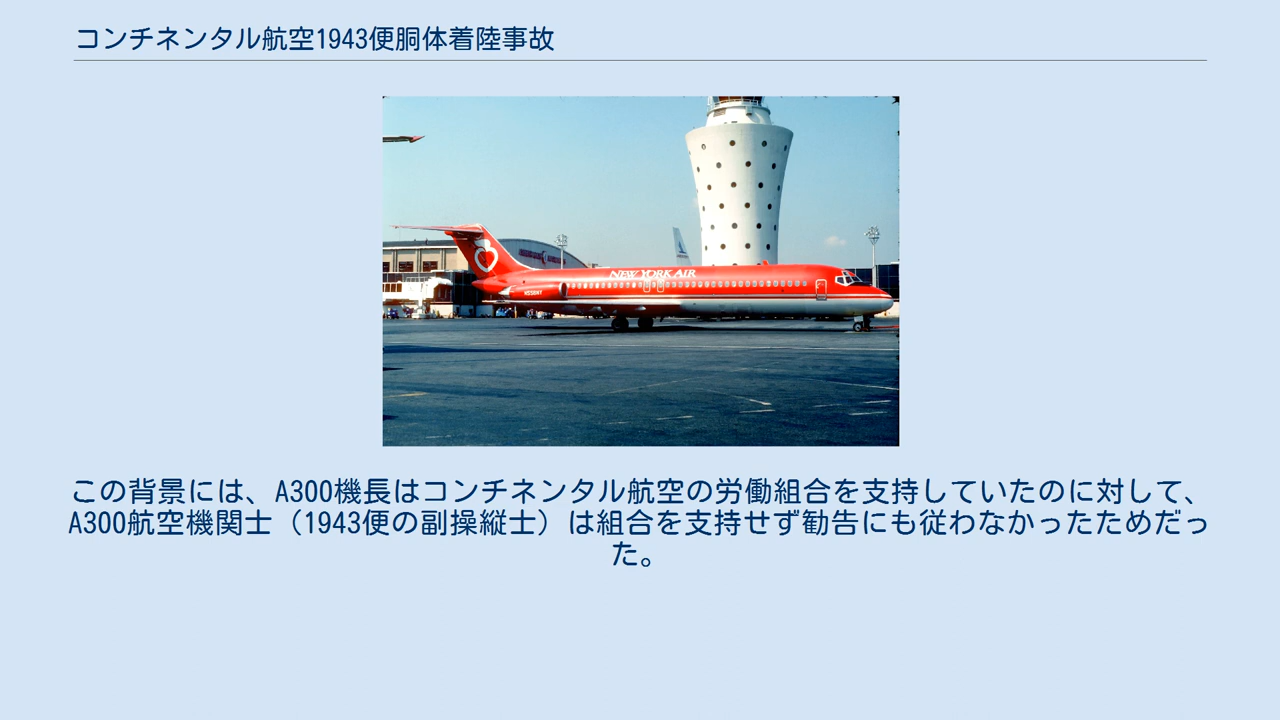 コンチネンタル航空1943便胴体着陸事故
NEW YORK AIR
この背景には、A300機長はコンチネンタル航空の労働組合を支持していたのに対して、
A300航空機関士（1943便の副操縦士）は組合を支持せず勧告にも従わなかったためだっ
た。